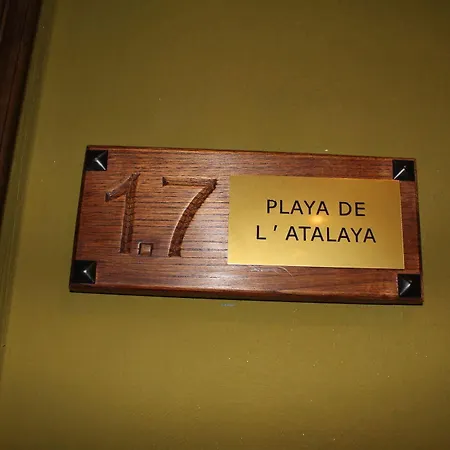 1.7
PLAYA DE
L ' ATALAYA